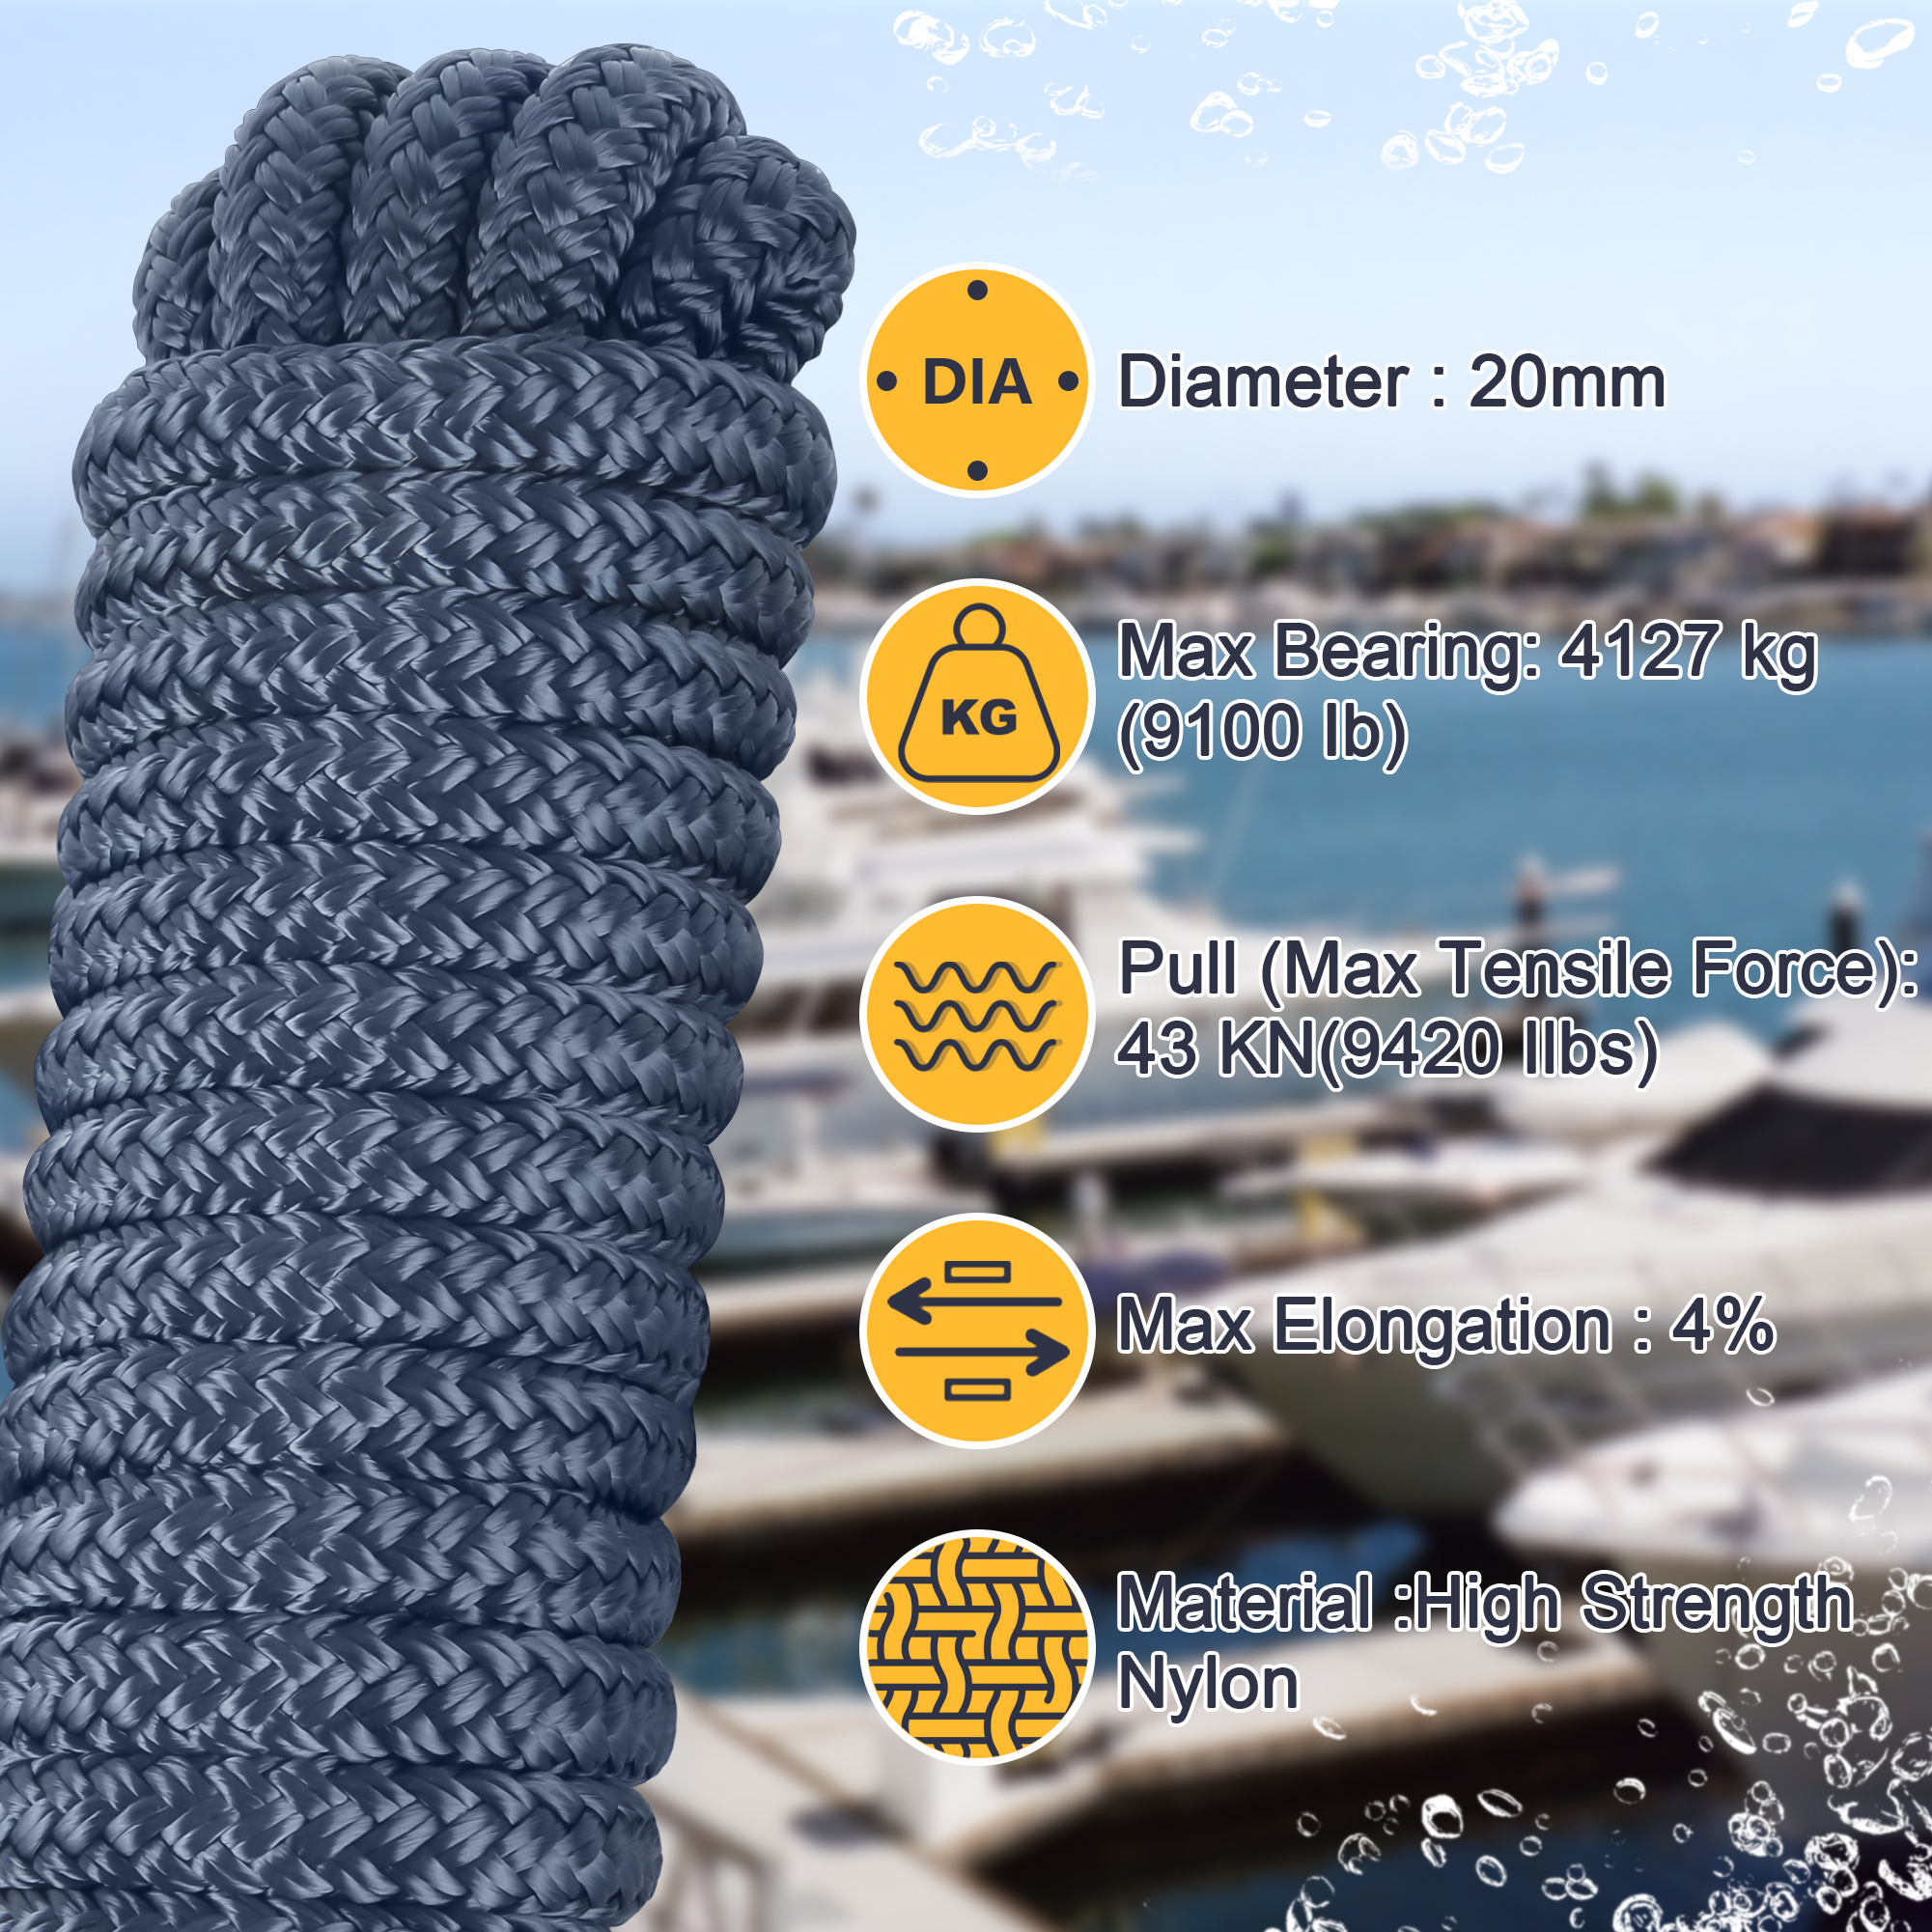 DIA
Diameter : 20mm
KG
Max Bearing: 4127 kg
(9100 lb)
Pull (Max Tensile Force):
43 KN(9420 llbs)
Max Elongation : 4%
Material :High Strength
Nylon